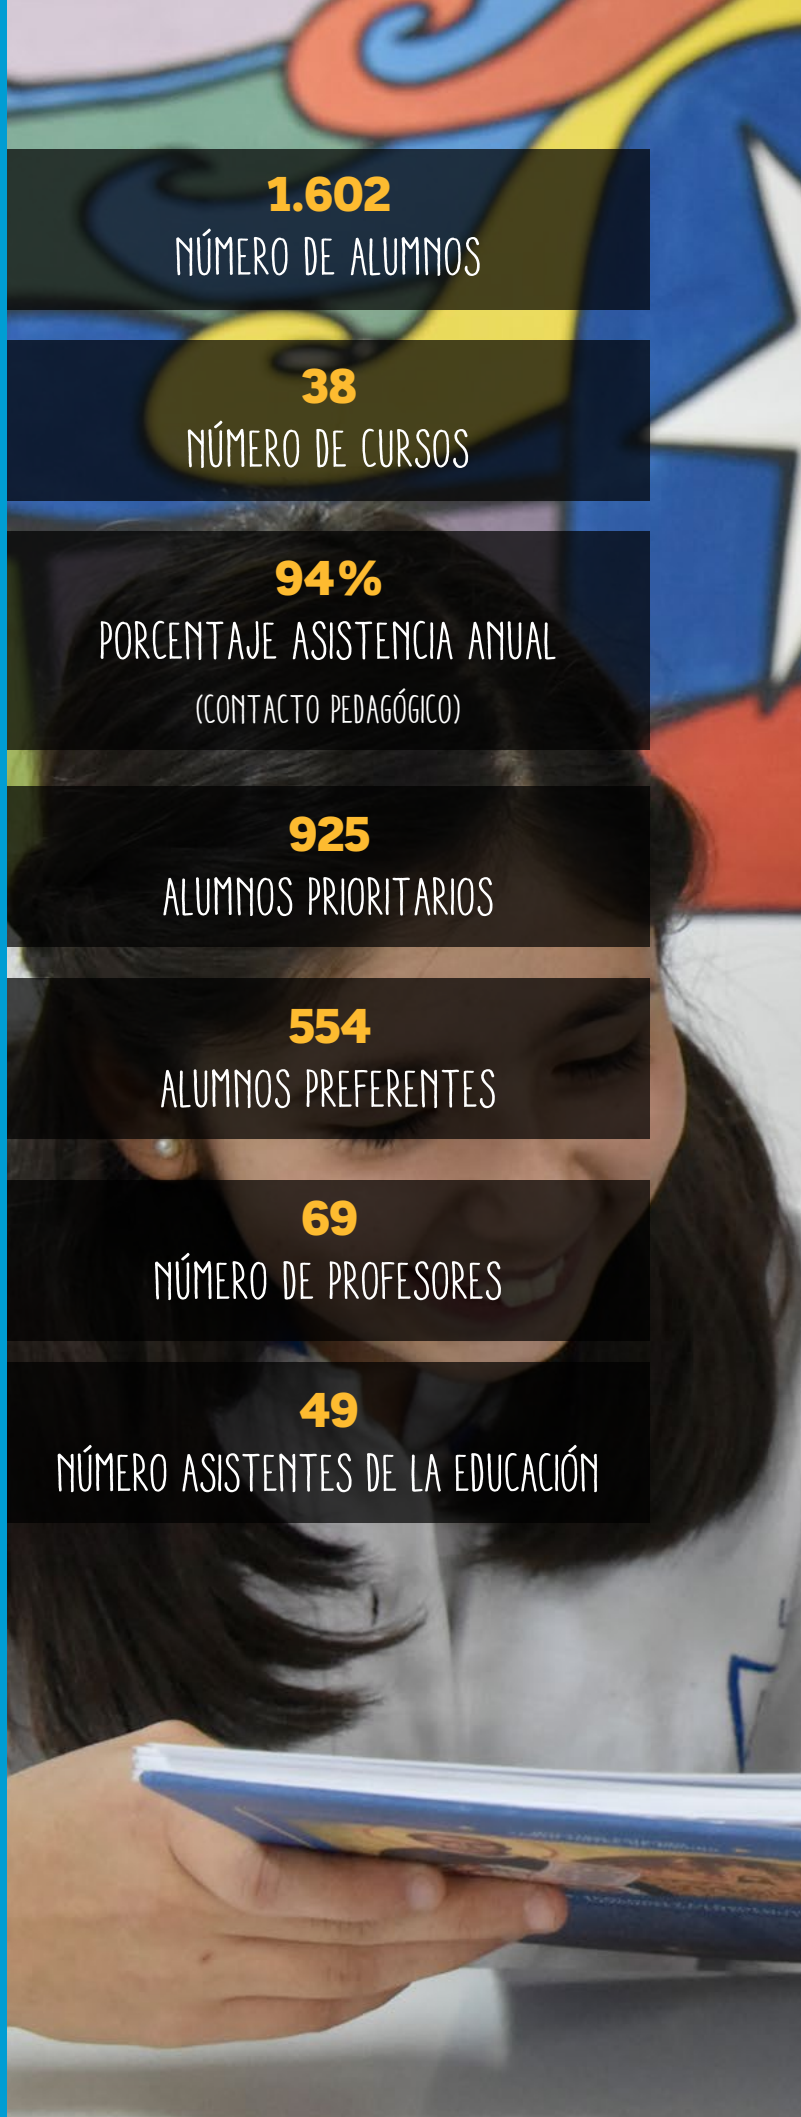 1.602
NÚMERO DE ALUMNOS
38
NÚMERO DE CURSOS
94%
PORCENTAJE ASISTENCIA ANUAL
(CONTACTO PEDAGÓGICO)
925
ALUMNOS PRIORITARIOS
554
ALUMNOS PREFERENTES
69
NÚMERO DE PROFESORES
49
NÚMERO ASISTENTES DE LA EDUCACIÓN